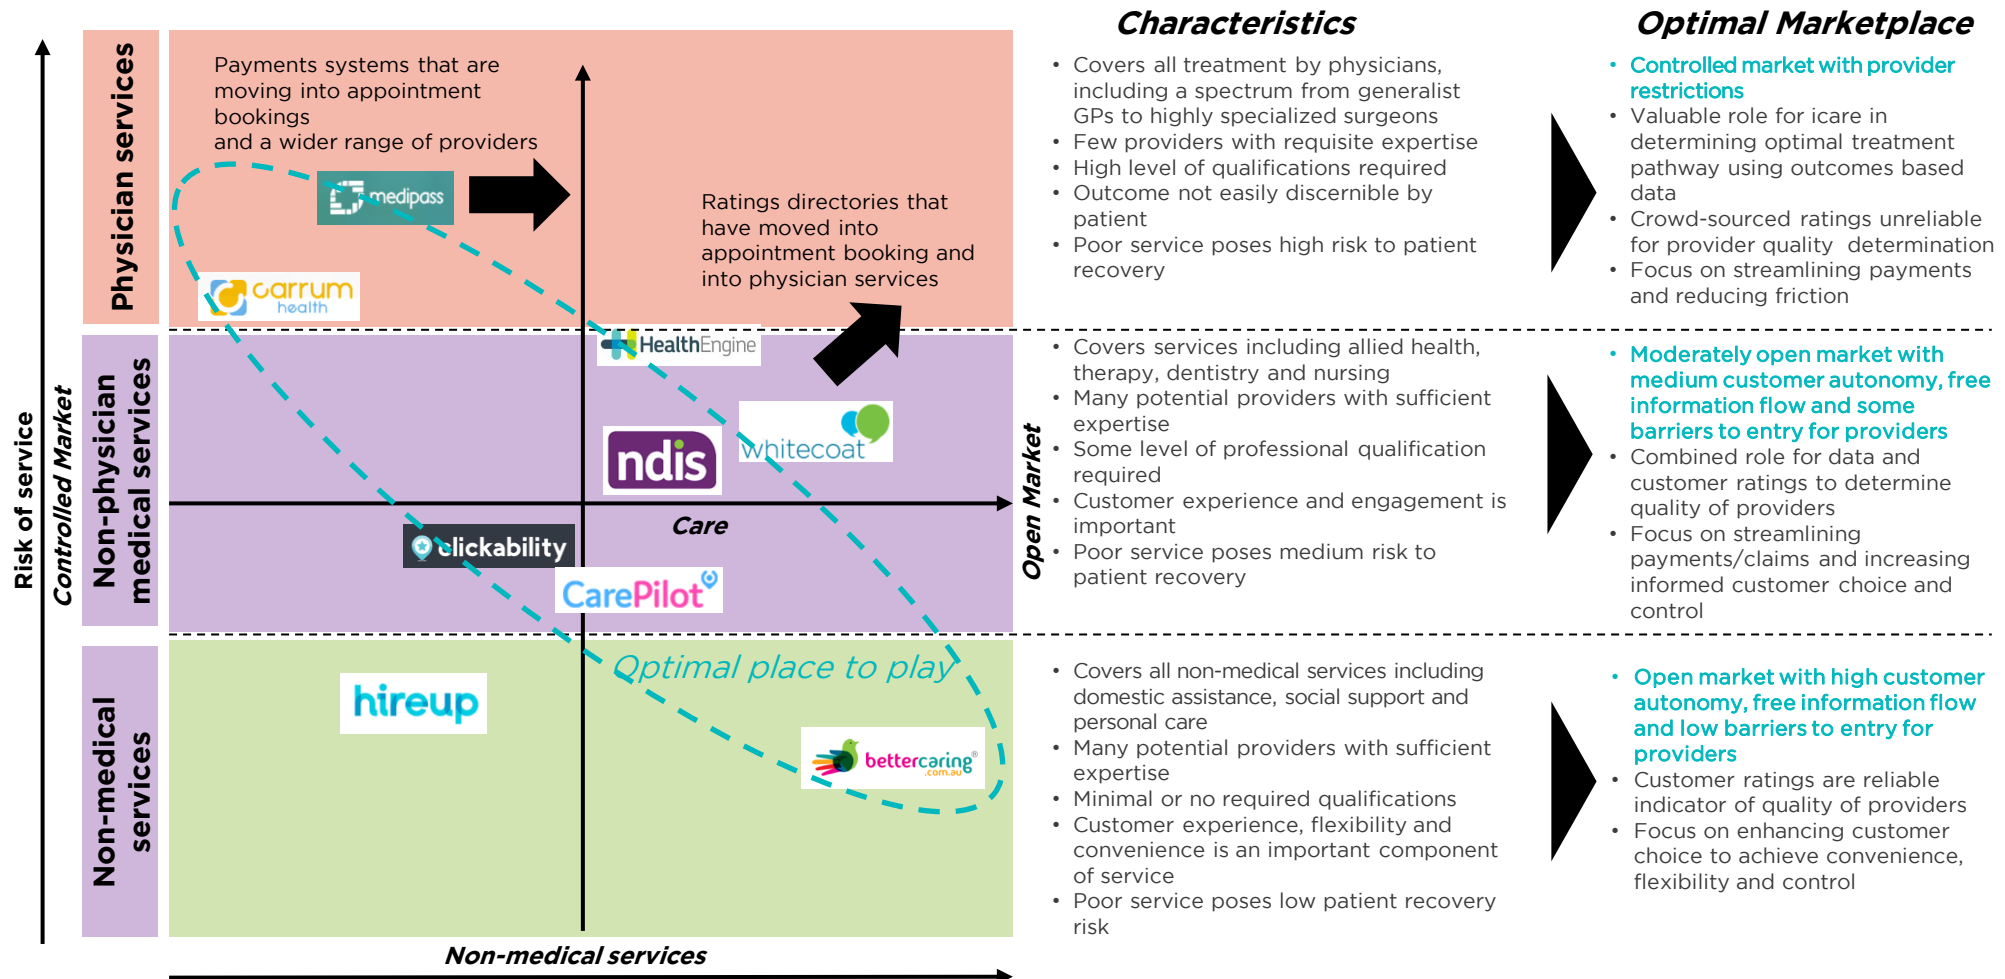 Characteristics
Optimal Marketplace
Risk of service
Controlled Market
Physician services
Payments systems that are
moving into appointment
bookings
and a wider range of providers
medipass
carrum
health
Ratings directories that
have moved into
appointment booking and
into physician services
• Covers all treatment by physicians,
including a spectrum from generalist
GPs to highly specialized surgeons
• Few providers with requisite expertise
• High level of qualifications required
• Outcome not easily discernible by
patient
• Poor service poses high risk to patient
recovery
• Controlled market with provider
restrictions
• Valuable role for icare in
determining optimal treatment
pathway using outcomes based
data
• Crowd-sourced ratings unreliable
for provider quality determination
• Focus on streamlining payments
and reducing friction
Non-physician
medical services
HealthEngine
whitecoat
ndis
Care
Open Market
clickability
CarePilot
• Covers services including allied health,
therapy, dentistry and nursing
• Many potential providers with sufficient
expertise
• Some level of professional qualification
required
• Customer experience and engagement is
important
• Poor service poses medium risk to
patient recovery
• Moderately open market with
medium customer autonomy, free
information flow and some
barriers to entry for providers
• Combined role for data and
customer ratings to determine
quality of providers
• Focus on streamlining
payments/claims and increasing
informed customer choice and
control
Non-medical
services
Optimal place to play
hireup
bettercaring®
.com.au
• Covers all non-medical services including
domestic assistance, social support and
personal care
• Many potential providers with sufficient
expertise
• Minimal or no required qualifications
• Customer experience, flexibility and
convenience is an important component
of service
• Poor service poses low patient recovery
risk
• Open market with high customer
autonomy, free information flow
and low barriers to entry for
providers
• Customer ratings are reliable
indicator of quality of providers
• Focus on enhancing customer
choice to achieve convenience,
flexibility and control
Non-medical services